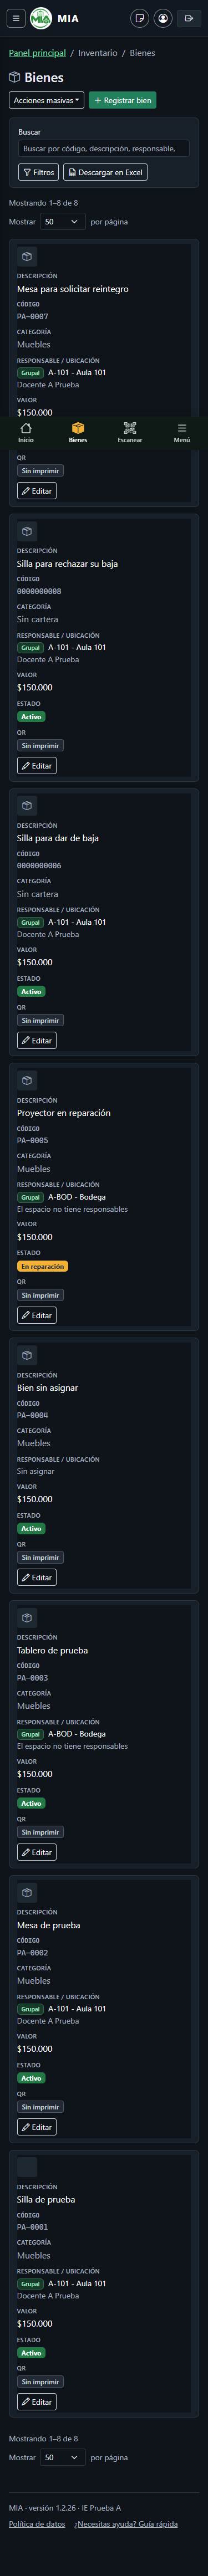 MIA
Panel principal / Inventario / Bienes
Bienes
Acciones masivas
+ Registrar bien
Buscar
Buscar por código, descripción, responsable,
Filtros
Descargar en Excel
Mostrando 1–8 de 8
Mostrar 50 por página
DESCRIPCIÓN
Mesa para solicitar reintegro
CÓDIGO
PA-0007
CATEGORÍA
Muebles
RESPONSABLE / UBICACIÓN
Grupal A-101 - Aula 101
Docente A Prueba
VALOR
$150.000
Inicio
Bienes
Escanear
Menú
QR
Sin imprimir
Editar
DESCRIPCIÓN
Silla para rechazar su baja
CÓDIGO
0000000008
CATEGORÍA
Sin cartera
RESPONSABLE / UBICACIÓN
Grupal A-101 - Aula 101
Docente A Prueba
VALOR
$150.000
ESTADO
Activo
QR
Sin imprimir
Editar
DESCRIPCIÓN
Silla para dar de baja
CÓDIGO
0000000006
CATEGORÍA
Sin cartera
RESPONSABLE / UBICACIÓN
Grupal A-101 - Aula 101
Docente A Prueba
VALOR
$150.000
ESTADO
Activo
QR
Sin imprimir
Editar
DESCRIPCIÓN
Proyector en reparación
CÓDIGO
PA-0005
CATEGORÍA
Muebles
RESPONSABLE / UBICACIÓN
Grupal A-BOD - Bodega
El espacio no tiene responsables
VALOR
$150.000
ESTADO
En reparación
QR
Sin imprimir
Editar
DESCRIPCIÓN
Bien sin asignar
CÓDIGO
PA-0004
CATEGORÍA
Muebles
RESPONSABLE / UBICACIÓN
Sin asignar
VALOR
$150.000
ESTADO
Activo
QR
Sin imprimir
Editar
DESCRIPCIÓN
Tablero de prueba
CÓDIGO
PA-0003
CATEGORÍA
Muebles
RESPONSABLE / UBICACIÓN
Grupal A-BOD - Bodega
El espacio no tiene responsables
VALOR
$150.000
ESTADO
Activo
QR
Sin imprimir
Editar
DESCRIPCIÓN
Mesa de prueba
CÓDIGO
PA-0002
CATEGORÍA
Muebles
RESPONSABLE / UBICACIÓN
Grupal A-101 - Aula 101
Docente A Prueba
VALOR
$150.000
ESTADO
Activo
QR
Sin imprimir
Editar
DESCRIPCIÓN
Silla de prueba
CÓDIGO
PA-0001
CATEGORÍA
Muebles
RESPONSABLE / UBICACIÓN
Grupal A-101 - Aula 101
Docente A Prueba
VALOR
$150.000
ESTADO
Activo
QR
Sin imprimir
Editar
Mostrando 1–8 de 8
Mostrar 50 por página
MIA · versión 1.2.26 · IE Prueba A
Política de datos ¿Necesitas ayuda? Guía rápida